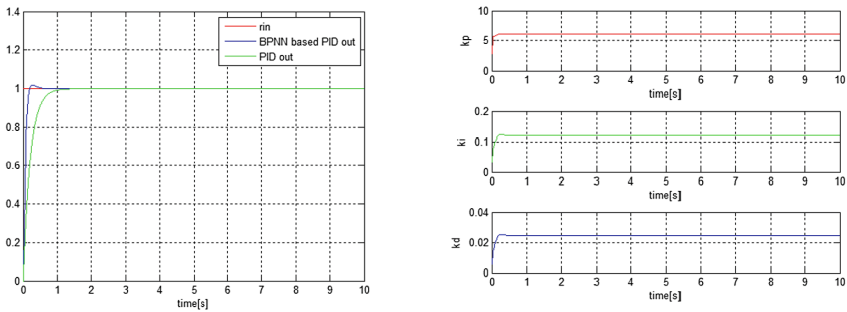 1.4
1.2
1
0.8
0.6
0.4
0.2
0
rin
BPNN based PID out
PID out
0 1 2 3 4 5 6 7 8 9 10
time[s]
kp
10
5
0
0 1 2 3 4 5 6 7 8 9 10
time[s]
ki
0.2
0.1
0
0 1 2 3 4 5 6 7 8 9 10
time[s]
kd
0.04
0.02
0
0 1 2 3 4 5 6 7 8 9 10
time[s]